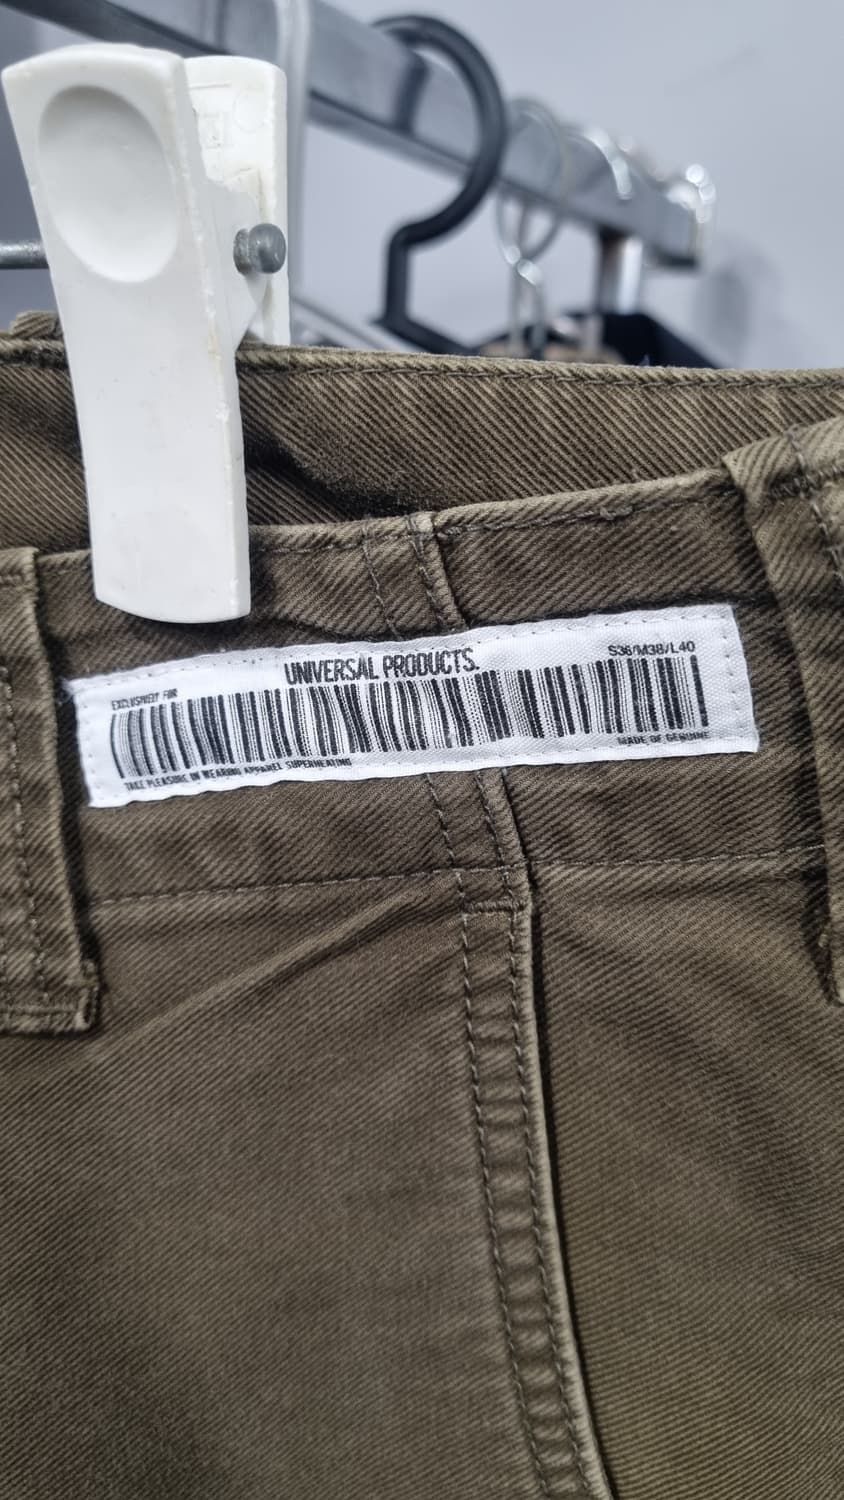 UNIVERSAL PRODUCTS.
S36/M38/L40
EXCLUSIVELY FOR
TAKE PLEASURE IN WEARING APPAREL SUPERHEATING
MADE OF GENUINE